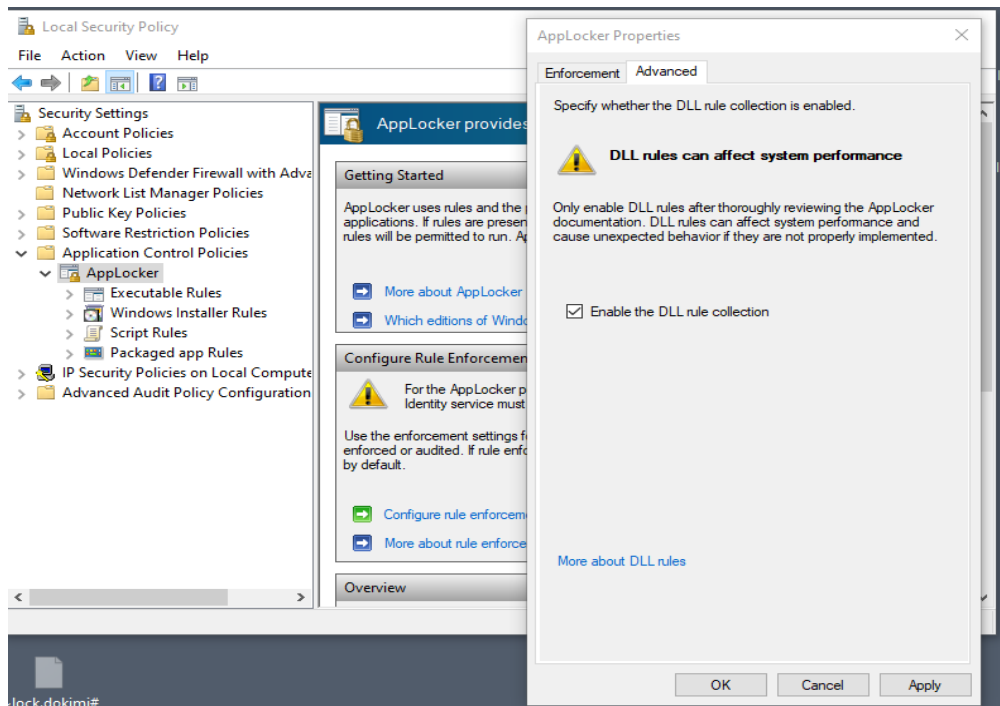 Local Security Policy
File Action View Help
Security Settings
Account Policies
Local Policies
Windows Defender Firewall with Adva
Network List Manager Policies
Public Key Policies
Software Restriction Policies
Application Control Policies
AppLocker
Executable Rules
Windows Installer Rules
Script Rules
Packaged app Rules
IP Security Policies on Local Compute
Advanced Audit Policy Configuration
AppLocker provides
Getting Started
AppLocker uses rules and the
applications. If rules are presen
rules will be permitted to run. Ap
More about AppLocker
Which editions of Windo
Configure Rule Enforcemen
For the AppLocker p
Identity service must
Use the enforcement settings f
enforced or audited. If rule enfo
by default.
Configure rule enforcem
More about rule enforce
Overview
AppLocker Properties
Enforcement Advanced
Specify whether the DLL rule collection is enabled.
DLL rules can affect system performance
Only enable DLL rules after thoroughly reviewing the AppLocker
documentation. DLL rules can affect system performance and
cause unexpected behavior if they are not properly implemented.
Enable the DLL rule collection
More about DLL rules
OK Cancel Apply
lock.dokimi#